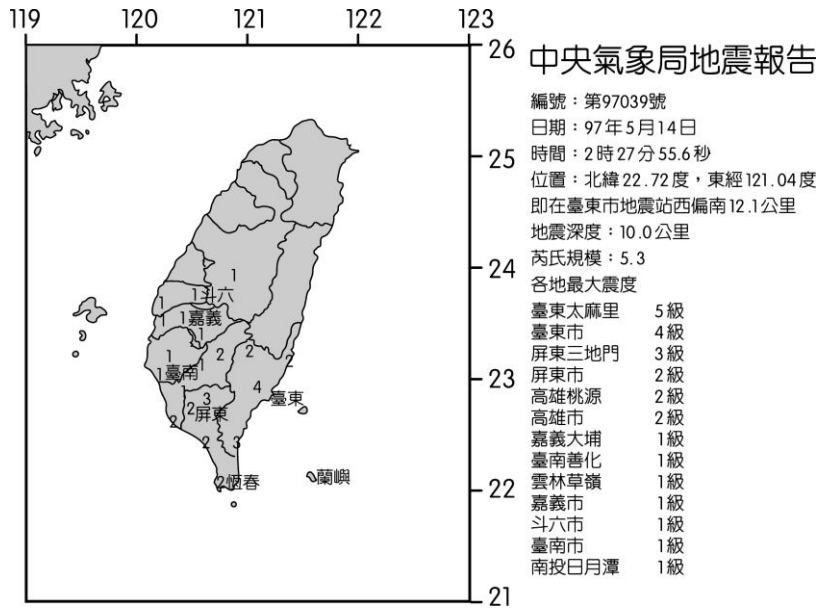 119 120 121 122 123
26
25
24
23
22
21
1
1斗六
1
1嘉義
1
1
1
2
2
2
1
1臺南
4
臺東
1
3
2
屏東
2
2
3
2恆春
蘭嶼
中央氣象局地震報告
編號：第97039號
日期：97年5月14日
時間：2時27分55.6秒
位置：北緯22.72度，東經121.04度
即在臺東市地震站西偏南12.1公里
地震深度：10.0公里
芮氏規模：5.3
各地最大震度
臺東太麻里 5級
臺東市 4級
屏東三地門 3級
屏東市 2級
高雄桃源 2級
高雄市 2級
嘉義大埔 1級
臺南善化 1級
雲林草嶺 1級
嘉義市 1級
斗六市 1級
臺南市 1級
南投日月潭 1級